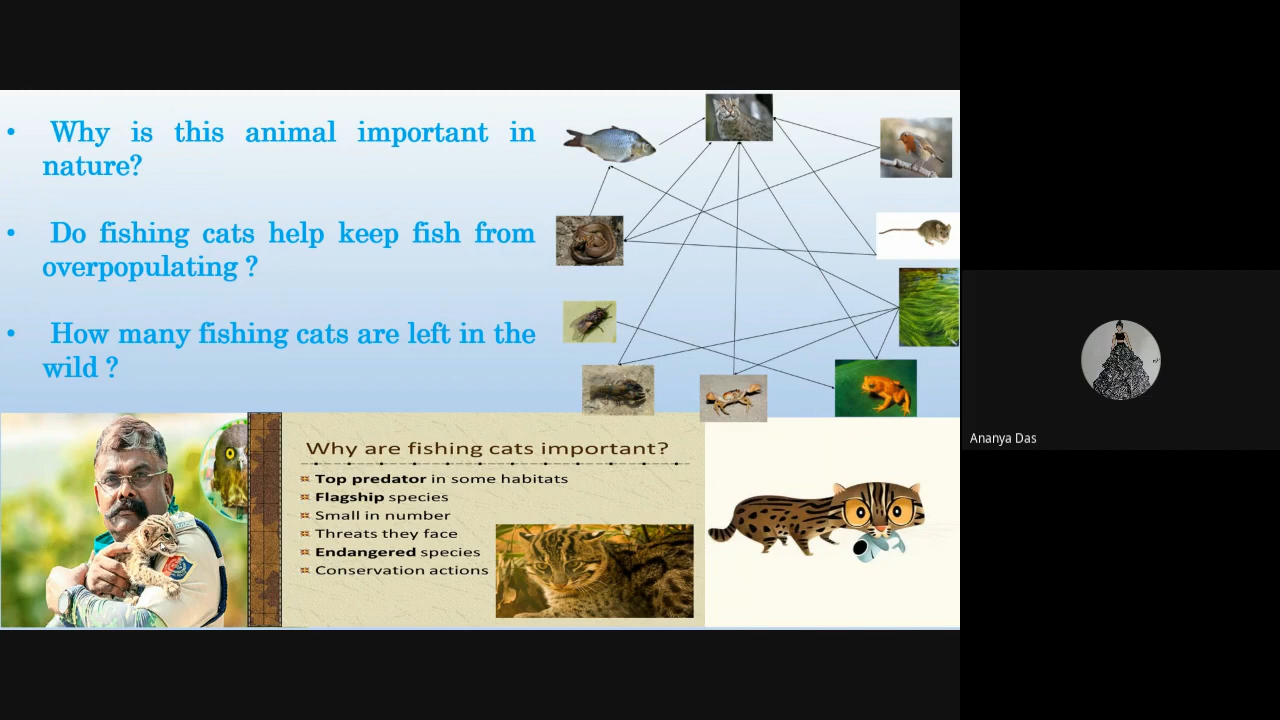 • Why is this animal important in
nature?
• Do fishing cats help keep fish from
overpopulating ?
• How many fishing cats are left in the
wild ?
Why are fishing cats important?
Top predator in some habitats
Flagship species
Small in number
Threats they face
Endangered species
Conservation actions
Ananya Das